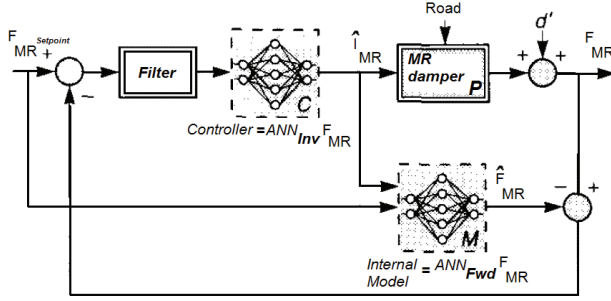 Road
d'
F MR Setpoint
+
−
Filter
C
Î MR
MR damper
P
+
+
F MR
Controller = ANN Inv F MR
F̂ MR
−
+
M
Internal Model = ANN Fwd F MR